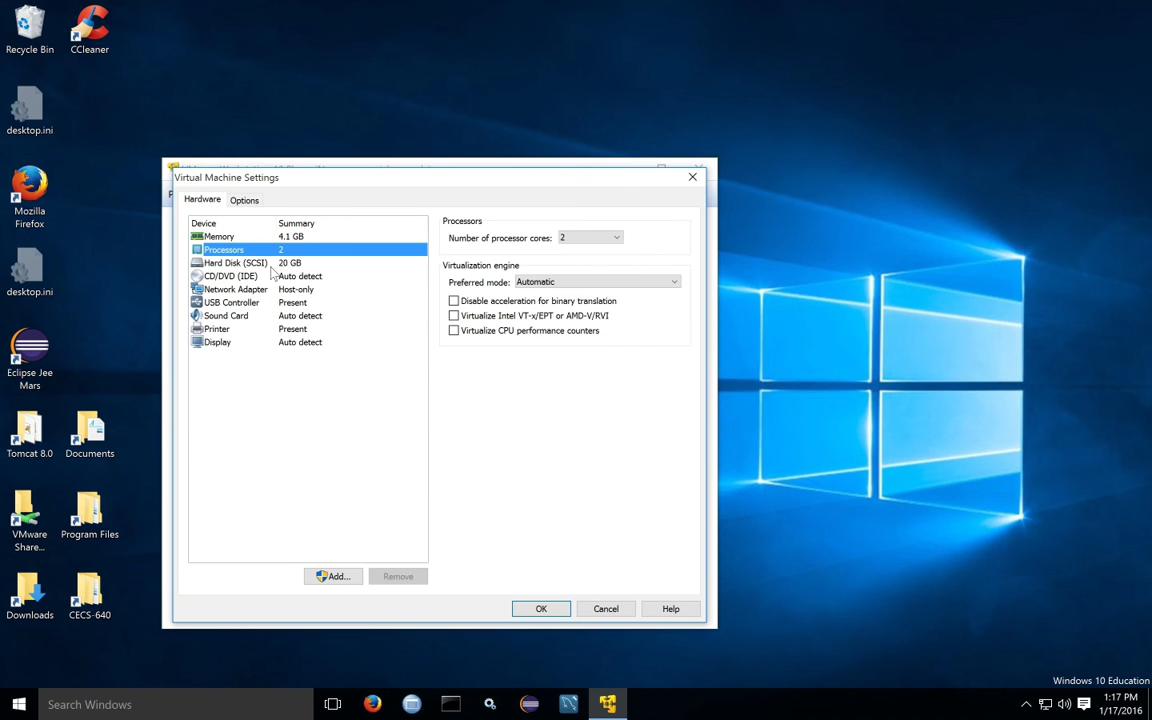 Recycle Bin
CCleaner
desktop.ini
Mozilla
Firefox
desktop.ini
Eclipse Jee
Mars
Tomcat 8.0
Documents
VMware
Share...
Program Files
Downloads
CECS-640
Virtual Machine Settings
Hardware
Options
Device Summary
Memory 4.1 GB
Processors 2
Hard Disk (SCSI) 20 GB
CD/DVD (IDE) Auto detect
Network Adapter Host-only
USB Controller Present
Sound Card Auto detect
Printer Present
Display Auto detect
Add...
Remove
Processors
Number of processor cores: 2
Virtualization engine
Preferred mode: Automatic
Disable acceleration for binary translation
Virtualize Intel VT-x/EPT or AMD-V/RVI
Virtualize CPU performance counters
OK
Cancel
Help
Windows 10 Education
Search Windows
1:17 PM
1/17/2016